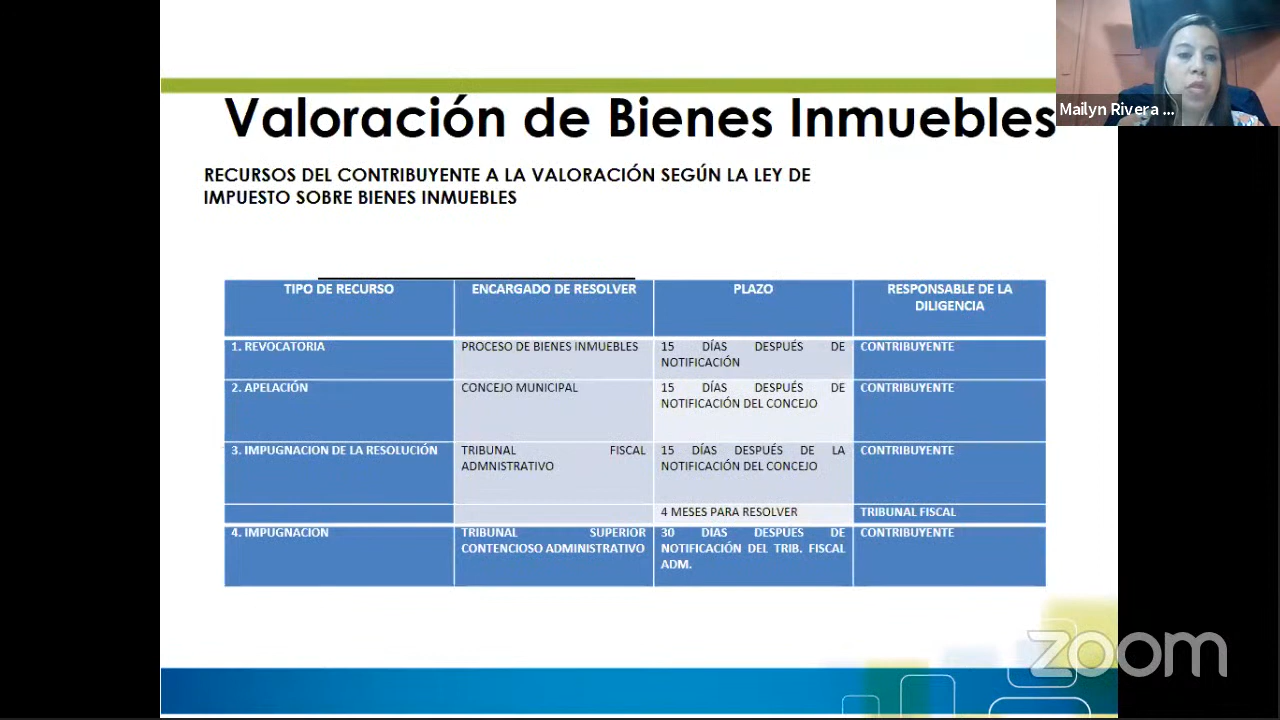 Valoración de Bienes Inmuebles
Mailyn Rivera ...
RECURSOS DEL CONTRIBUYENTE A LA VALORACIÓN SEGÚN LA LEY DE
IMPUESTO SOBRE BIENES INMUEBLES
TIPO DE RECURSO
ENCARGADO DE RESOLVER
PLAZO
RESPONSABLE DE LA
DILIGENCIA
1. REVOCATORIA
PROCESO DE BIENES INMUEBLES
15 DÍAS DESPUÉS DE
NOTIFICACIÓN
CONTRIBUYENTE
2. APELACIÓN
CONCEJO MUNICIPAL
15 DÍAS DESPUÉS DE
NOTIFICACIÓN DEL CONCEJO
CONTRIBUYENTE
3. IMPUGNACION DE LA RESOLUCIÓN
TRIBUNAL FISCAL
ADMNISTRATIVO
15 DÍAS DESPUÉS DE LA
NOTIFICACIÓN DEL CONCEJO
CONTRIBUYENTE
4 MESES PARA RESOLVER
TRIBUNAL FISCAL
4. IMPUGNACION
TRIBUNAL SUPERIOR
CONTENCIOSO ADMINISTRATIVO
30 DIAS DESPUES DE
NOTIFICACIÓN DEL TRIB. FISCAL
ADM.
CONTRIBUYENTE
zoom